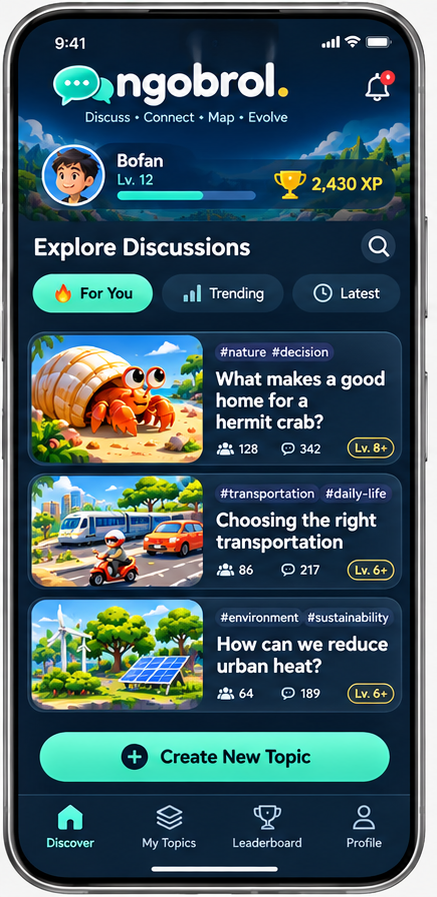 9:41
ngobrol.
Discuss • Connect • Map • Evolve
Bofan
Lv. 12
2,430 XP
Explore Discussions
For You
Trending
Latest
#nature #decision
What makes a good
home for a
hermit crab?
128 342 Lv. 8+
#transportation #daily-life
Choosing the right
transportation
86 217 Lv. 6+
#environment #sustainability
How can we reduce
urban heat?
64 189 Lv. 6+
Create New Topic
Discover My Topics Leaderboard Profile